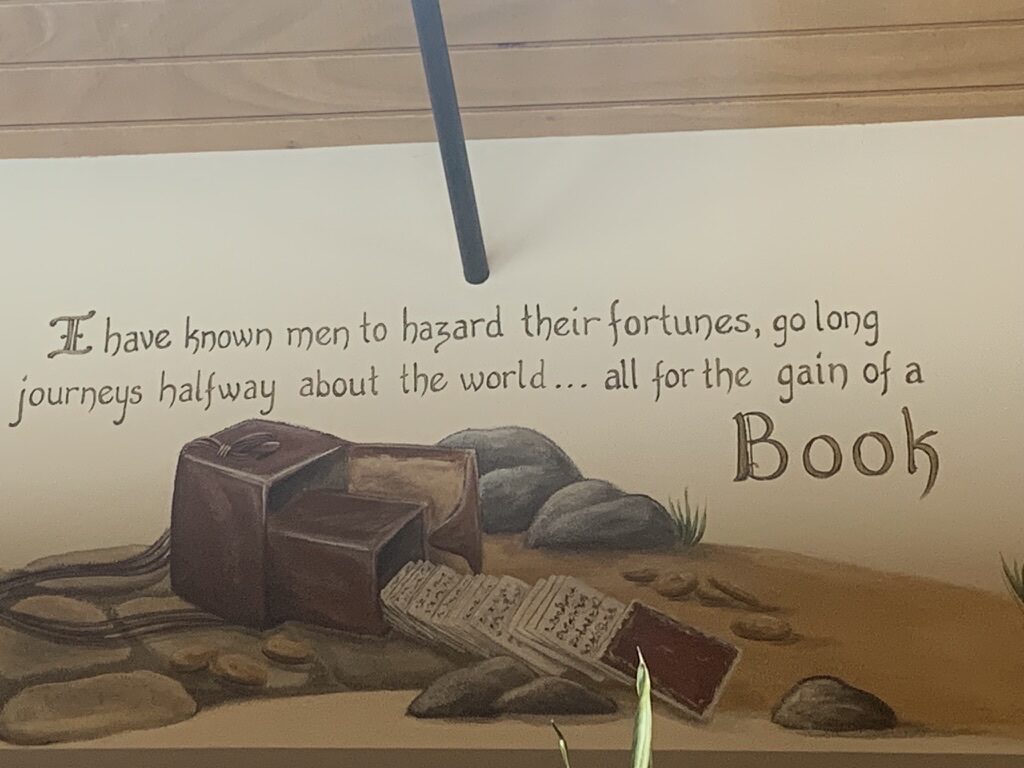 I have known men to hazard their fortunes, go long
journeys halfway about the world... all for the gain of a
Book